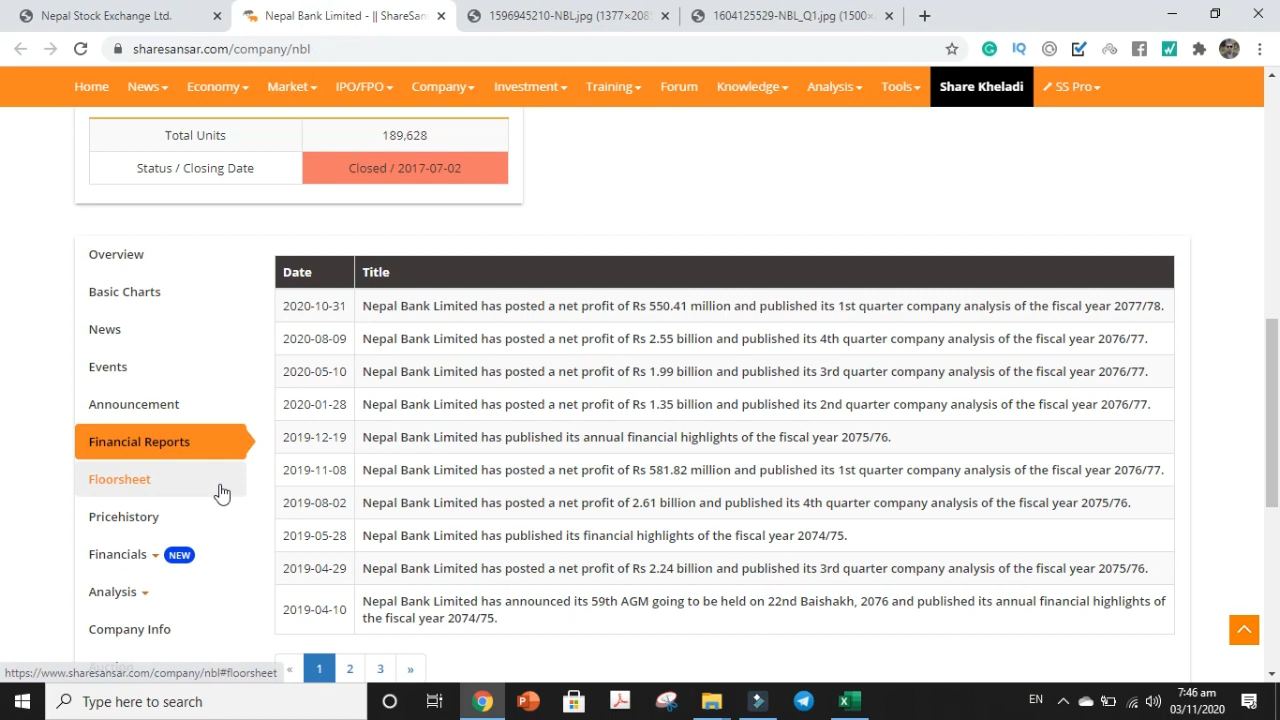 Nepal Stock Exchange Ltd.
Nepal Bank Limited - || ShareSan
1596945210-NBL.jpg (1377×208
1604125529-NBL_Q1.jpg (1500×
sharesansar.com/company/nbl
Home News Economy Market IPO/FPO Company Investment Training Forum Knowledge Analysis Tools Share Kheladi SS Pro
Total Units 189,628
Status / Closing Date Closed / 2017-07-02
Overview
Basic Charts
News
Events
Announcement
Financial Reports
Floorsheet
Pricehistory
Financials NEW
Analysis
Company Info
Date Title
2020-10-31 Nepal Bank Limited has posted a net profit of Rs 550.41 million and published its 1st quarter company analysis of the fiscal year 2077/78.
2020-08-09 Nepal Bank Limited has posted a net profit of Rs 2.55 billion and published its 4th quarter company analysis of the fiscal year 2076/77.
2020-05-10 Nepal Bank Limited has posted a net profit of Rs 1.99 billion and published its 3rd quarter company analysis of the fiscal year 2076/77.
2020-01-28 Nepal Bank Limited has posted a net profit of Rs 1.35 billion and published its 2nd quarter company analysis of the fiscal year 2076/77.
2019-12-19 Nepal Bank Limited has published its annual financial highlights of the fiscal year 2075/76.
2019-11-08 Nepal Bank Limited has posted a net profit of Rs 581.82 million and published its 1st quarter company analysis of the fiscal year 2076/77.
2019-08-02 Nepal Bank Limited has posted a net profit of 2.61 billion and published its 4th quarter company analysis of the fiscal year 2075/76.
2019-05-28 Nepal Bank Limited has published its financial highlights of the fiscal year 2074/75.
2019-04-29 Nepal Bank Limited has posted a net profit of Rs 2.24 billion and published its 3rd quarter company analysis of the fiscal year 2075/76.
2019-04-10 Nepal Bank Limited has announced its 59th AGM going to be held on 22nd Baishakh, 2076 and published its annual financial highlights of
the fiscal year 2074/75.
« 1 2 3 »
https://www.sharesansar.com/company/nbl#floorsheet
Type here to search
EN
7:46 am
03/11/2020